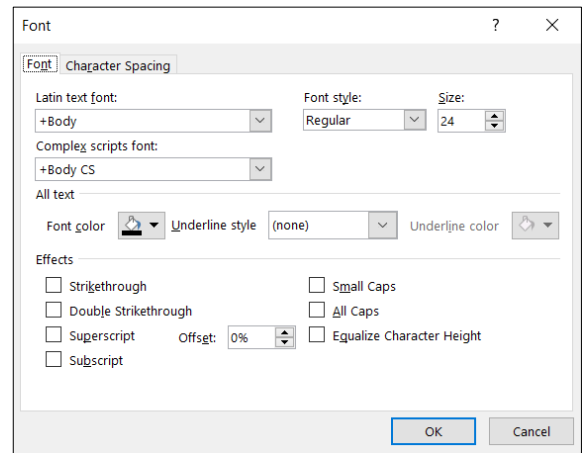 Font ?
Font Character Spacing
Latin text font: Font style: Size:
+Body Regular 24
Complex scripts font:
+Body CS
All text
Font color Underline style (none) Underline color
Effects
Strikethrough Small Caps
Double Strikethrough All Caps
Superscript Offset: 0% Equalize Character Height
Subscript
OK Cancel